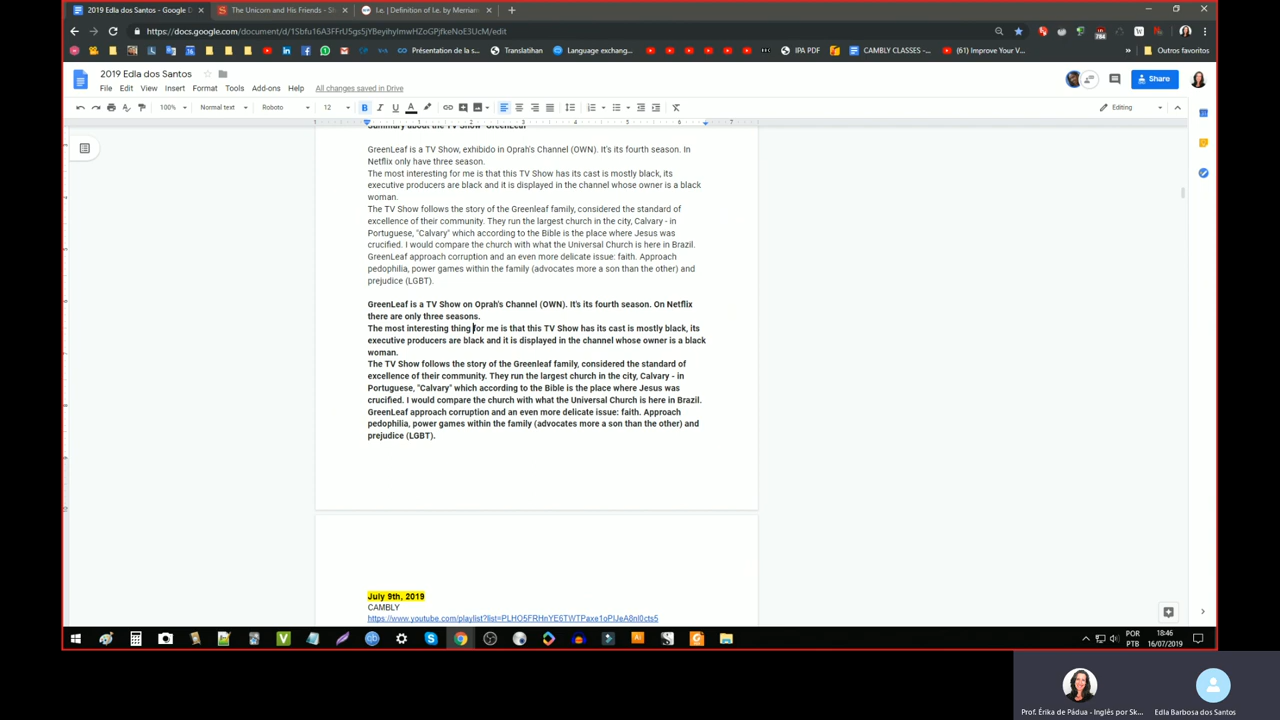 2019 Edla dos Santos - Google D
The Unicorn and His Friends - Sh
I.e. | Definition of I.e. by Merriam
https://docs.google.com/document/d/1Sbfu16A3FFrUSgs5jYBeyihyImwHZoGPjfkeNoE3UcM/edit
Présentation de la s...
Translatihan
Language exchang...
IPA PDF
CAMBLY CLASSES -...
(61) Improve Your V...
Outros favoritos
2019 Edla dos Santos
File Edit View Insert Format Tools Add-ons Help All changes saved in Drive
Share
100% Normal text Roboto 12 Editing
Summary about the TV Show "GreenLeaf"
GreenLeaf is a TV Show, exhibido in Oprah's Channel (OWN). It's its fourth season. In
Netflix only have three season.
The most interesting for me is that this TV Show has its cast is mostly black, its
executive producers are black and it is displayed in the channel whose owner is a black
woman.
The TV Show follows the story of the Greenleaf family, considered the standard of
excellence of their community. They run the largest church in the city, Calvary - in
Portuguese, "Calvary" which according to the Bible is the place where Jesus was
crucified. I would compare the church with what the Universal Church is here in Brazil.
GreenLeaf approach corruption and an even more delicate issue: faith. Approach
pedophilia, power games within the family (advocates more a son than the other) and
prejudice (LGBT).
GreenLeaf is a TV Show on Oprah's Channel (OWN). It's its fourth season. On Netflix
there are only three seasons.
The most interesting thing for me is that this TV Show has its cast is mostly black, its
executive producers are black and it is displayed in the channel whose owner is a black
woman.
The TV Show follows the story of the Greenleaf family, considered the standard of
excellence of their community. They run the largest church in the city, Calvary - in
Portuguese, "Calvary" which according to the Bible is the place where Jesus was
crucified. I would compare the church with what the Universal Church is here in Brazil.
GreenLeaf approach corruption and an even more delicate issue: faith. Approach
pedophilia, power games within the family (advocates more a son than the other) and
prejudice (LGBT).
July 9th, 2019
CAMBLY
https://www.youtube.com/playlist?list=PLHO5FRHnYE6TWTPaxe1oPIJeA8nI0cts5
POR
PTB
18:46
16/07/2019
Prof. Érika de Pádua - Inglês por Sk...
Edla Barbosa dos Santos